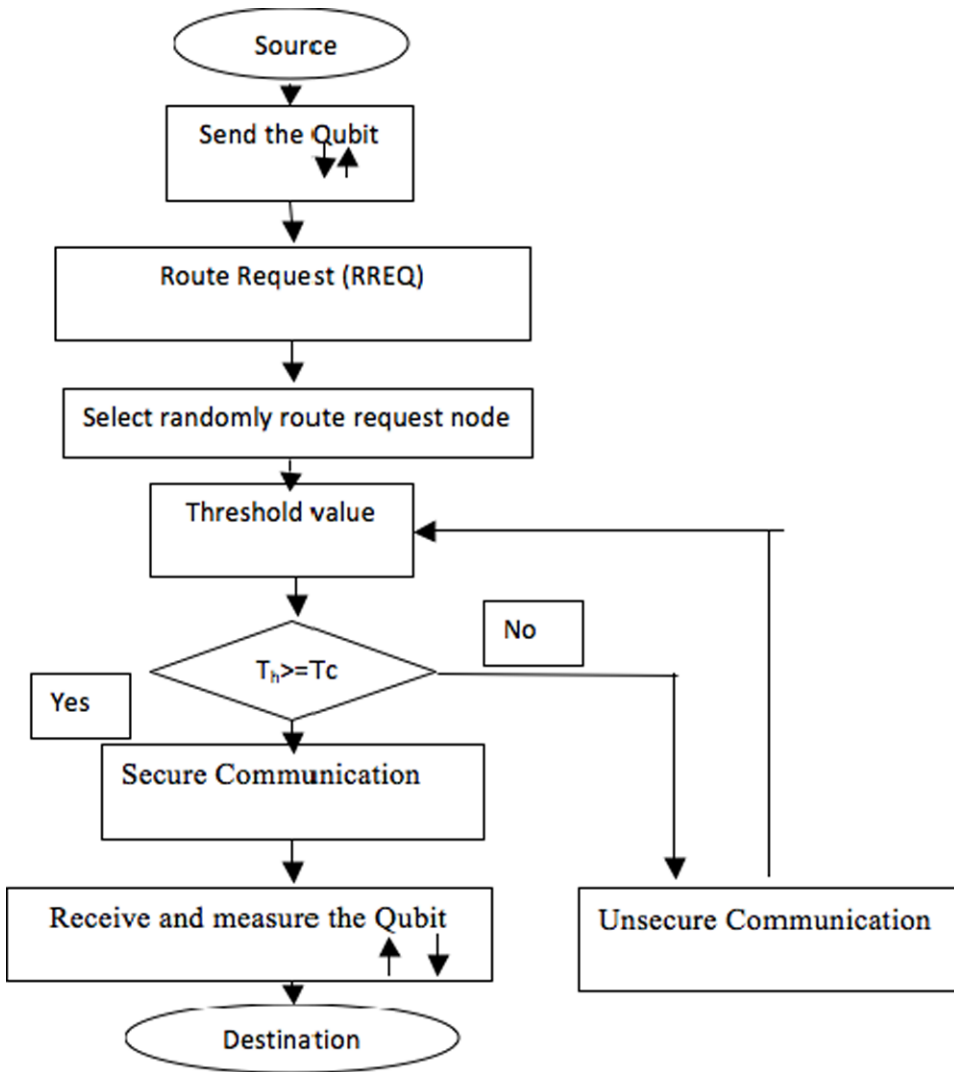 Source
Send the Qubit
Route Request (RREQ)
Select randomly route request node
Threshold value
No
Th>=Tc
Yes
Secure Communication
Receive and measure the Qubit
Unsecure Communication
Destination